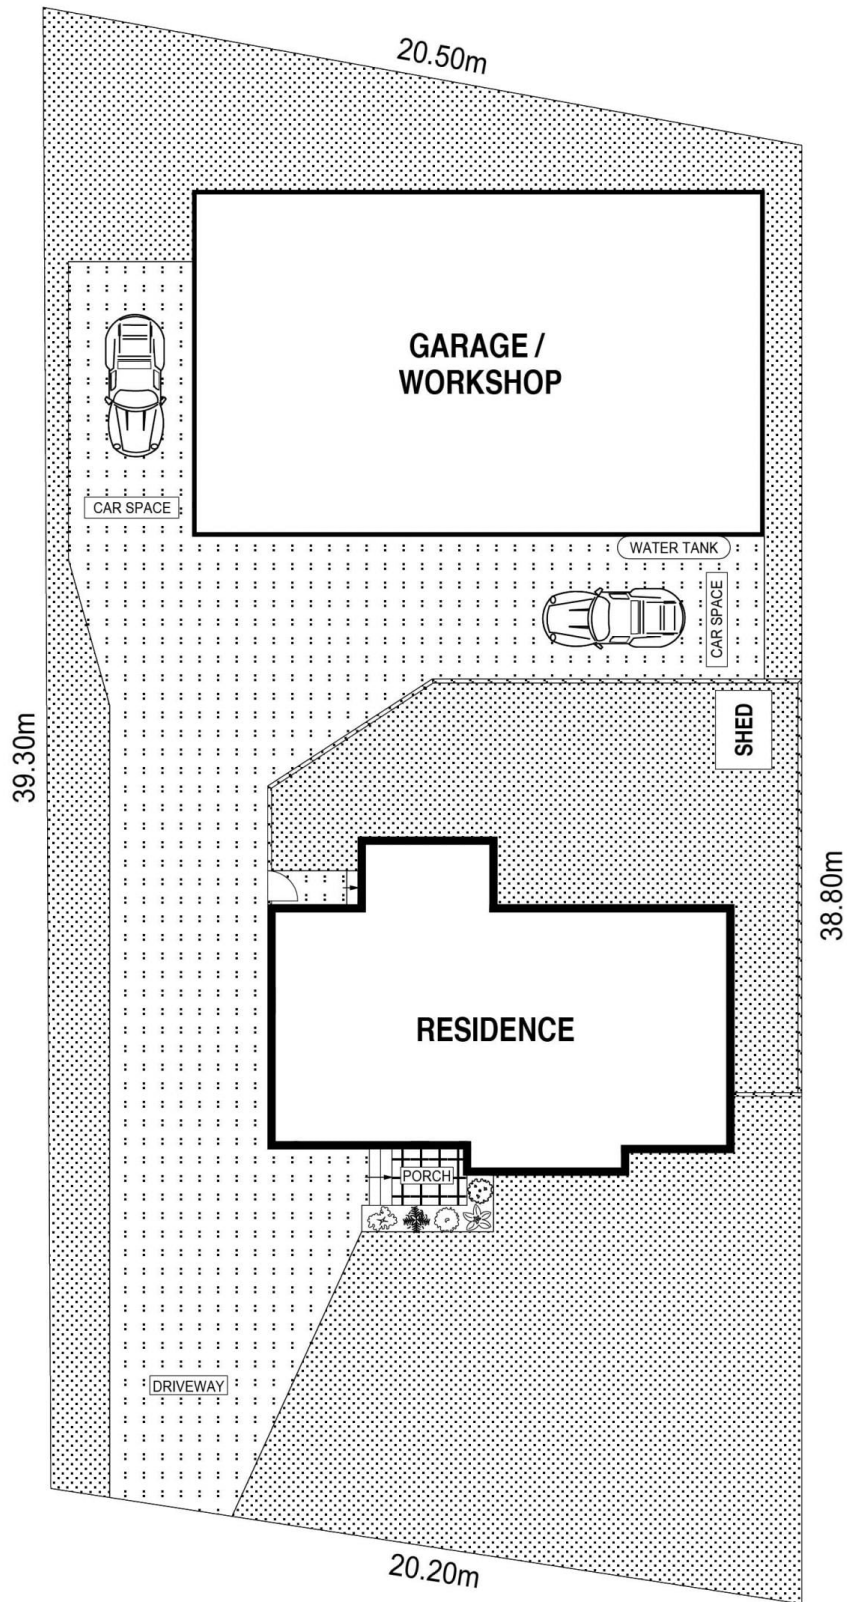 20.50m
GARAGE /
WORKSHOP
CAR SPACE
WATER TANK
CAR SPACE
SHED
39.30m
38.80m
RESIDENCE
PORCH
DRIVEWAY
20.20m